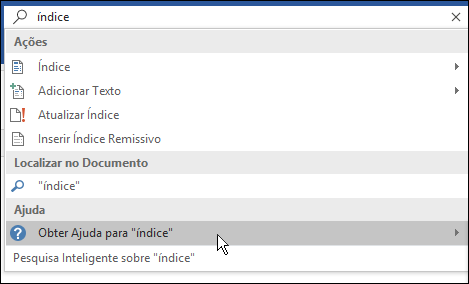 índice
Ações
Índice
Adicionar Texto
Atualizar Índice
Inserir Índice Remissivo
Localizar no Documento
"índice"
Ajuda
Obter Ajuda para "índice"
Pesquisa Inteligente sobre "índice"